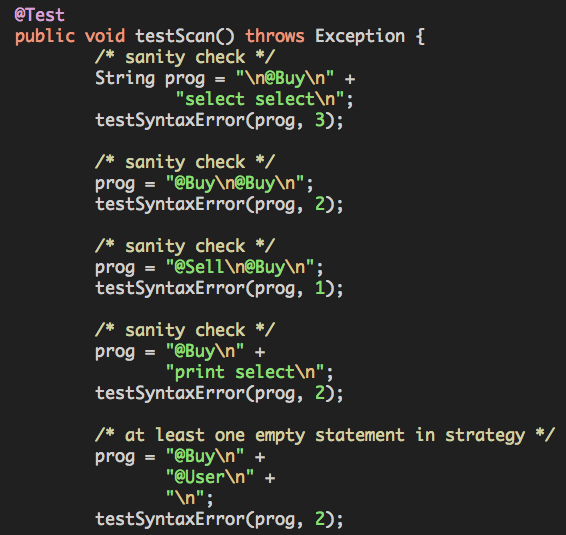 @Test
public void testScan() throws Exception {
/* sanity check */
String prog = "\n@Buy\n" +
"select select\n";
testSyntaxError(prog, 3);
/* sanity check */
prog = "@Buy\n@Buy\n";
testSyntaxError(prog, 2);
/* sanity check */
prog = "@Sell\n@Buy\n";
testSyntaxError(prog, 1);
/* sanity check */
prog = "@Buy\n" +
"print select\n";
testSyntaxError(prog, 2);
/* at least one empty statement in strategy */
prog = "@Buy\n" +
"@User\n" +
"\n";
testSyntaxError(prog, 2);